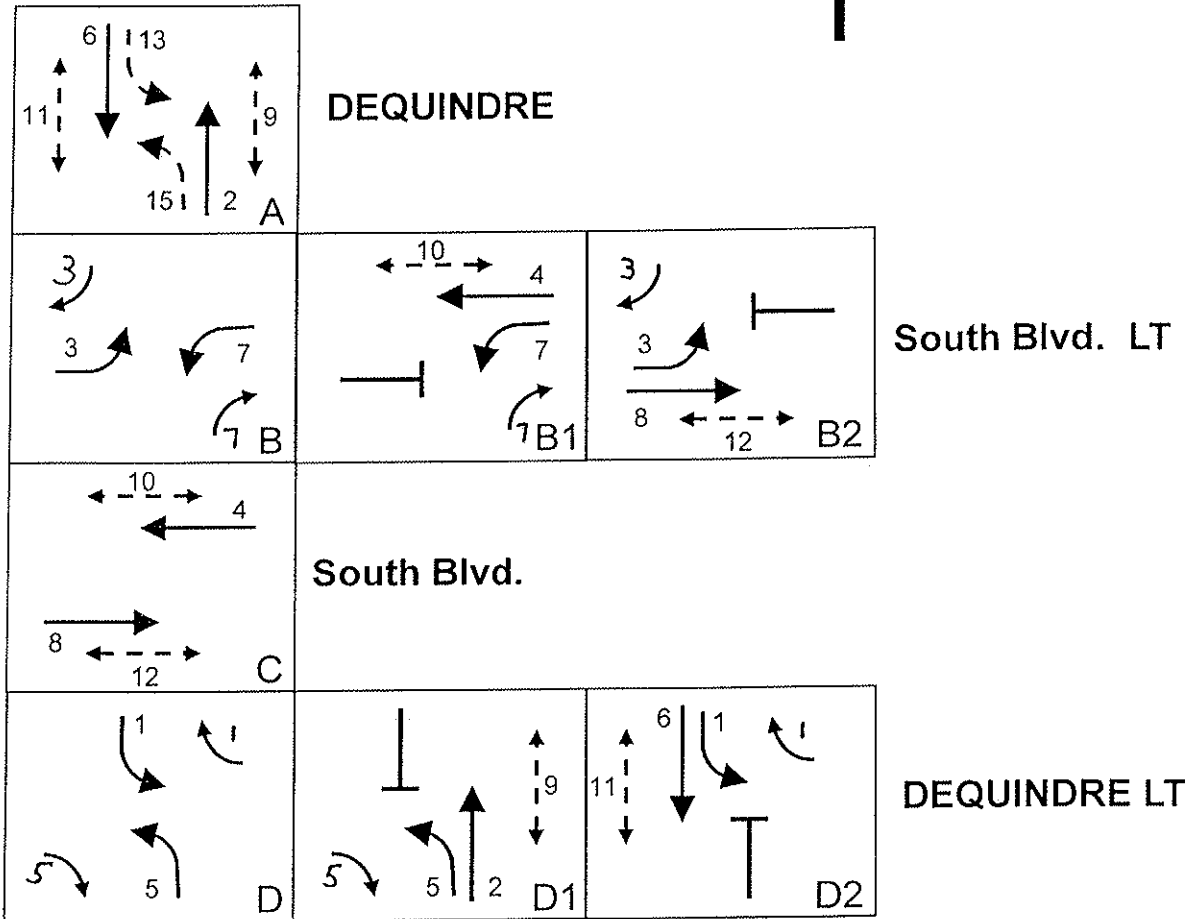 6 13
11 9
15 2 A
DEQUINDRE
3
3 7
7 B
10
4
7
7 B1
3
3
8
12 B2
South Blvd. LT
10
4
8
12 C
South Blvd.
1 1
5 5 D
9
5 5 2 D1
6 1 1
11
D2
DEQUINDRE LT